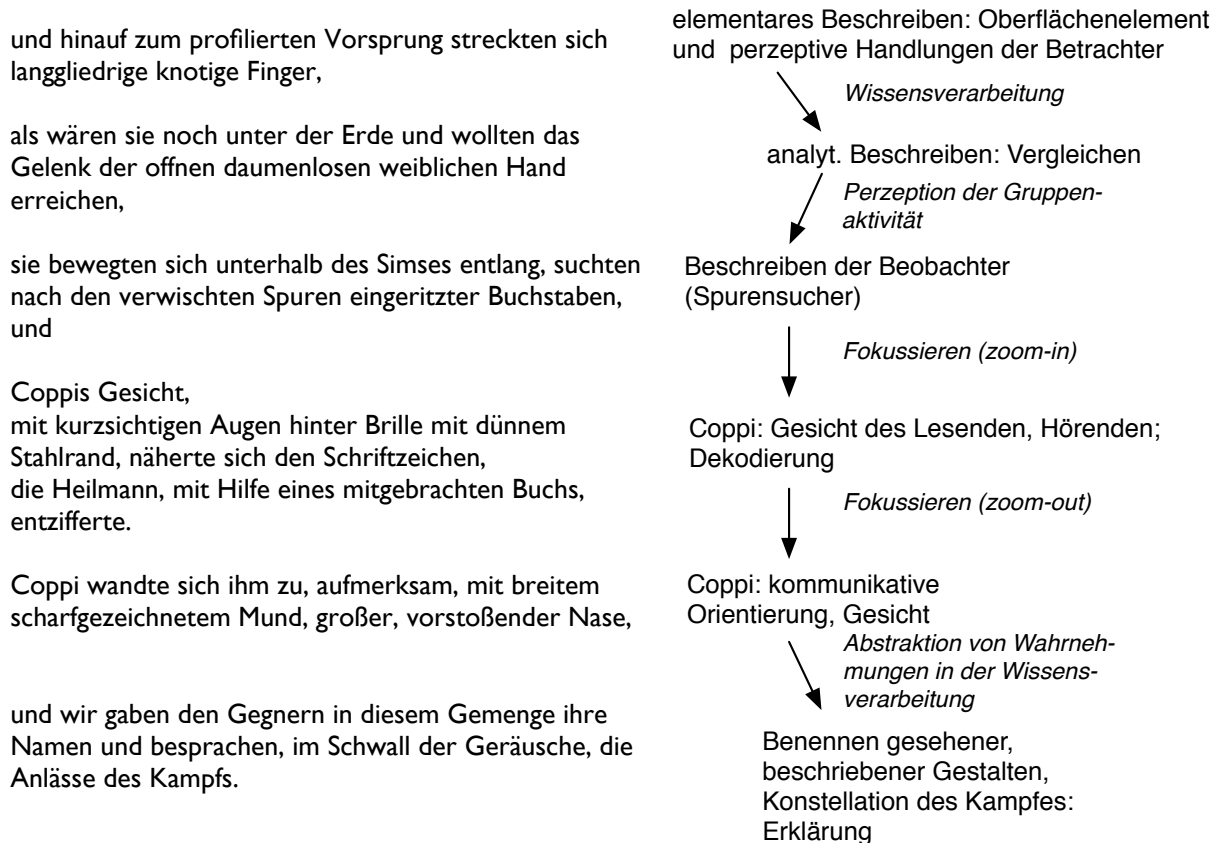 und hinauf zum profilierten Vorsprung streckten sich
langgliedrige knotige Finger,
als wären sie noch unter der Erde und wollten das
Gelenk der offnen daumenlosen weiblichen Hand
erreichen,
sie bewegten sich unterhalb des Simses entlang, suchten
nach den verwischten Spuren eingeritzter Buchstaben,
und
Coppis Gesicht,
mit kurzsichtigen Augen hinter Brille mit dünnem
Stahlrand, näherte sich den Schriftzeichen,
die Heilmann, mit Hilfe eines mitgebrachten Buchs,
entzifferte.
Coppi wandte sich ihm zu, aufmerksam, mit breitem
scharfgezeichnetem Mund, großer, vorstoßender Nase,
und wir gaben den Gegnern in diesem Gemenge ihre
Namen und besprachen, im Schwall der Geräusche, die
Anlässe des Kampfs.
elementares Beschreiben: Oberflächenelement
und perzeptive Handlungen der Betrachter
Wissensverarbeitung
analyt. Beschreiben: Vergleichen
Perzeption der Gruppen-
aktivität
Beschreiben der Beobachter
(Spurensucher)
Fokussieren (zoom-in)
Coppi: Gesicht des Lesenden, Hörenden;
Dekodierung
Fokussieren (zoom-out)
Coppi: kommunikative
Orientierung, Gesicht
Abstraktion von Wahrneh-
mungen in der Wissens-
verarbeitung
Benennen gesehener,
beschriebener Gestalten,
Konstellation des Kampfes:
Erklärung